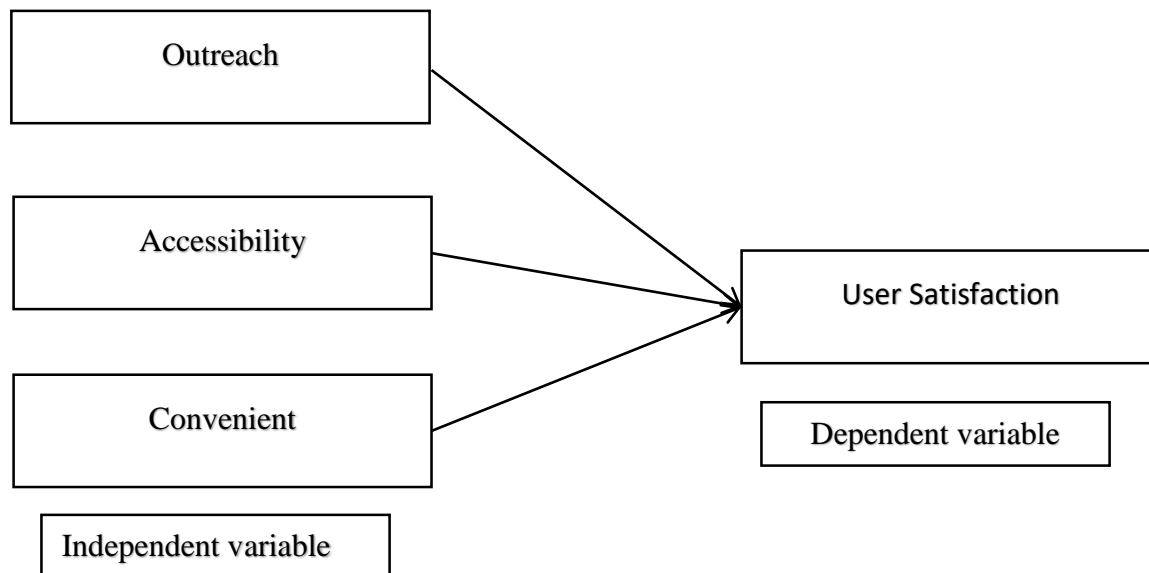 Outreach
Accessibility
User Satisfaction
Convenient
Dependent variable
Independent variable